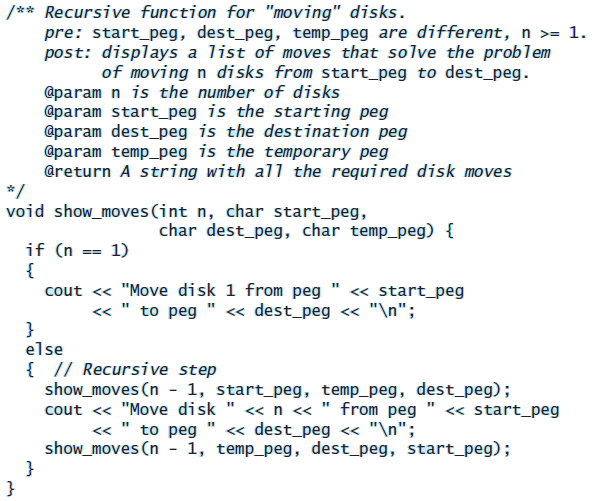 /** Recursive function for "moving" disks.
    pre: start_peg, dest_peg, temp_peg are different, n >= 1.
    post: displays a list of moves that solve the problem
          of moving n disks from start_peg to dest_peg.
    @param n is the number of disks
    @param start_peg is the starting peg
    @param dest_peg is the destination peg
    @param temp_peg is the temporary peg
    @return A string with all the required disk moves
*/
void show_moves(int n, char start_peg,
                char dest_peg, char temp_peg) {
  if (n == 1)
  {
    cout << "Move disk 1 from peg " << start_peg
         << " to peg " << dest_peg << "\n";
  }
  else
  {  // Recursive step
    show_moves(n - 1, start_peg, temp_peg, dest_peg);
    cout << "Move disk " << n << " from peg " << start_peg
         << " to peg " << dest_peg << "\n";
    show_moves(n - 1, temp_peg, dest_peg, start_peg);
  }
}